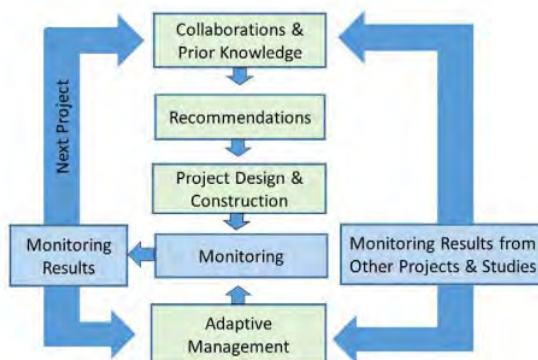 Collaborations &
Prior Knowledge
Next Project
Recommendations
Project Design &
Construction
Monitoring
Results
Monitoring
Monitoring Results from
Other Projects & Studies
Adaptive
Management